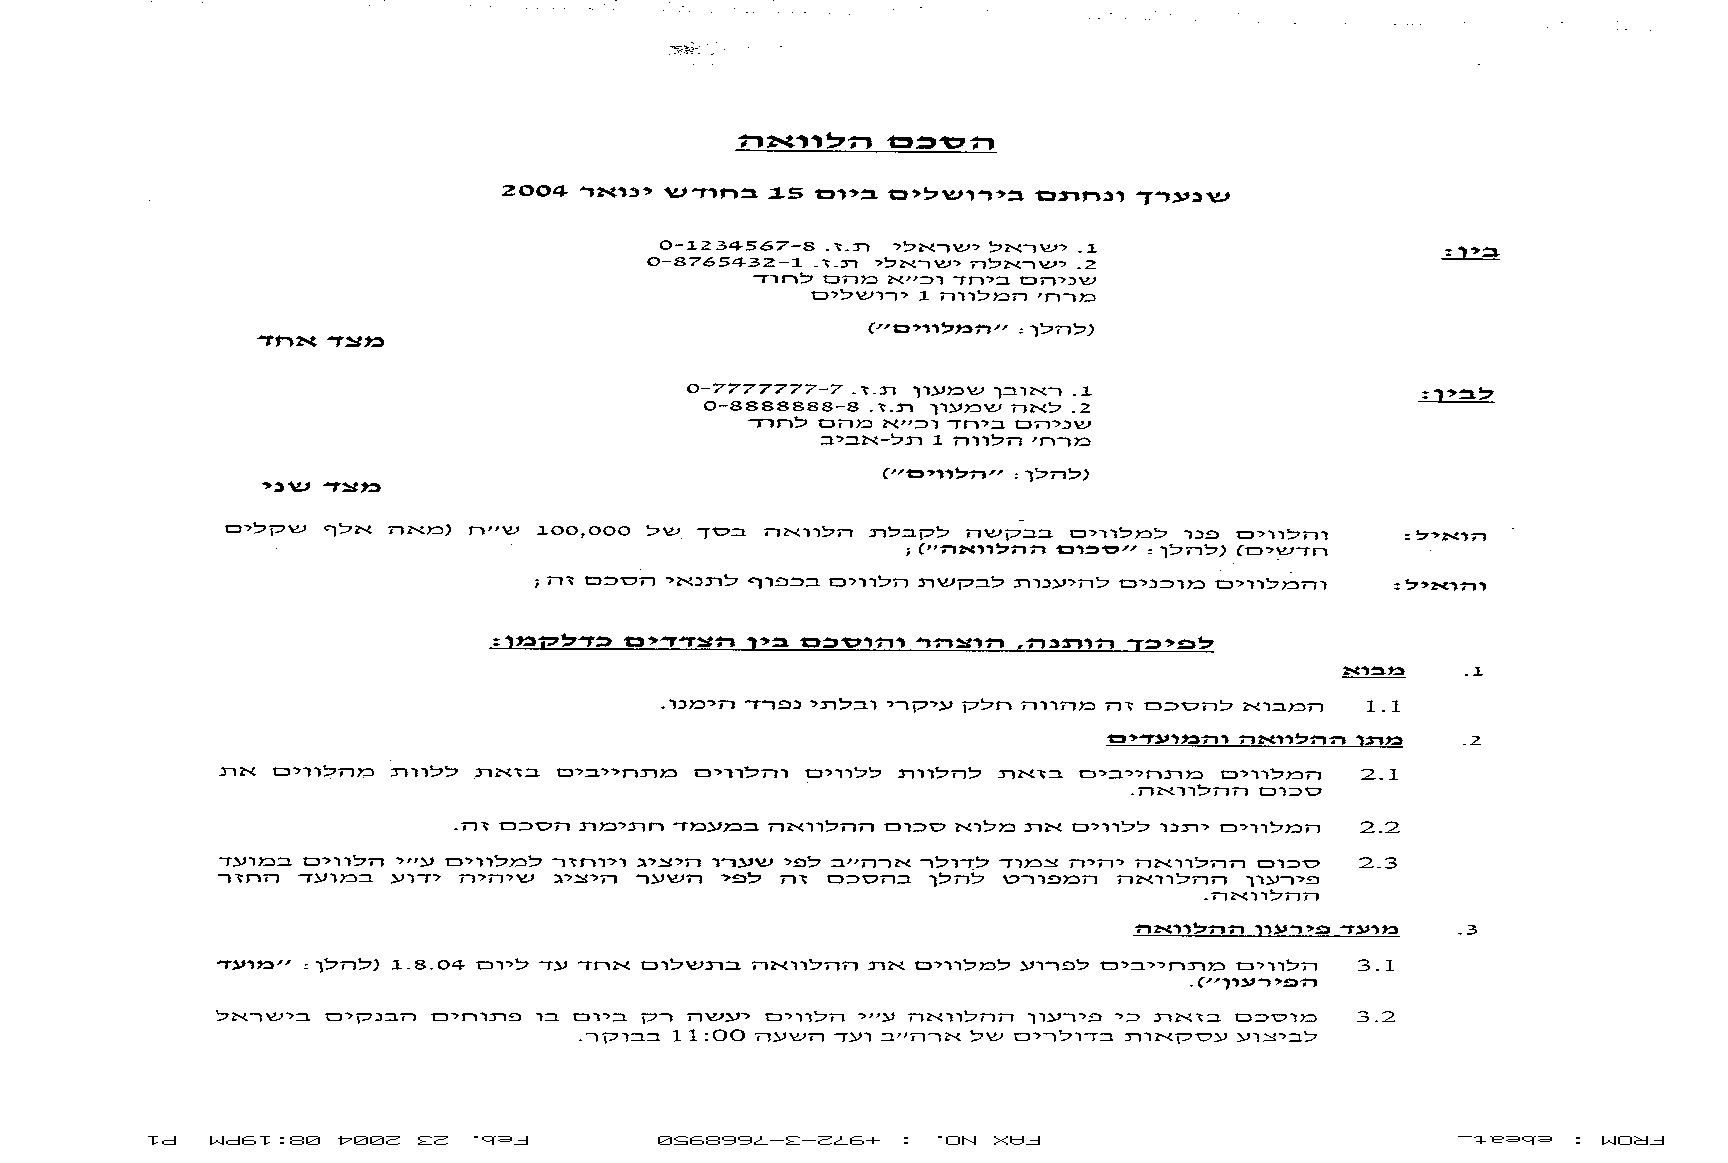 הסכם הלוואה
שנערך ונחתם בירושלים ביום 15 בחודש ינואר 2004
בין:
1. ישראל ישראלי ת.ז. 0-1234567-8
2. ישראלה ישראלי ת.ז. 0-8765432-1
שניהם ביחד וכ"א מהם לחוד
מרח' המלווה 1 ירושלים
(להלן: "המלווים")
מצד אחד
לבין:
1. ראובן שמעון ת.ז. 0-7777777-7
2. לאה שמעון ת.ז. 0-8888888-8
שניהם ביחד וכ"א מהם לחוד
מרח' הלווה 1 תל-אביב
(להלן: "הלווים")
מצד שני
הואיל: והלווים פנו למלווים בבקשה לקבלת הלוואה בסך של 100,000 ש"ח (מאה אלף שקלים
חדשים) (להלן: "סכום ההלוואה");
והואיל: והמלווים מוכנים להיענות לבקשת הלווים בכפוף לתנאי הסכם זה;
לפיכך הותנה, הוצהר והוסכם בין הצדדים כדלקמן:
1. מבוא
1.1 המבוא להסכם זה מהווה חלק עיקרי ובלתי נפרד הימנו.
2. מתן ההלוואה והמועדים
2.1 המלווים מתחייבים בזאת להלוות ללווים והלווים מתחייבים בזאת ללוות מהלווים את
סכום ההלוואה.
2.2 המלווים יתנו ללווים את מלוא סכום ההלוואה במעמד חתימת הסכם זה.
2.3 סכום ההלוואה יהיה צמוד לדולר ארה"ב לפי שערו היציג ויוחזר למלווים ע"י הלווים במועד
פירעון ההלוואה המפורט להלן בהסכם זה לפי השער היציג שיהיה ידוע במועד החזר
ההלוואה.
3. מועד פירעון ההלוואה
3.1 הלווים מתחייבים לפרוע למלווים את ההלוואה בתשלום אחד עד ליום 1.8.04 (להלן: "מועד
הפירעון").
3.2 מוסכם בזאת כי פירעון ההלוואה ע"י הלווים יעשה רק ביום בו פתוחים הבנקים בישראל
לביצוע עסקאות בדולרים של ארה"ב ועד השעה 11:00 בבוקר.
FROM : ebeat_ FAX NO. : +972-3-7668950 Feb. 23 2004 08:19PM P1